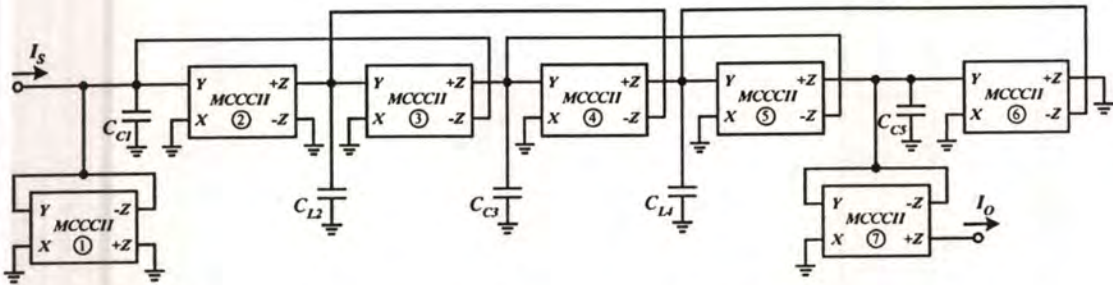 I_S
Y +Z
MCCCII
X ② -Z
Y +Z
MCCCII
X ③ -Z
Y +Z
MCCCII
X ④ -Z
Y +Z
MCCCII
X ⑤ -Z
Y +Z
MCCCII
X ⑥ -Z
C_C1
C_L2
C_C3
C_L4
C_C5
Y -Z
MCCCII
X ① +Z
Y -Z
MCCCII
X ⑦ +Z
I_O